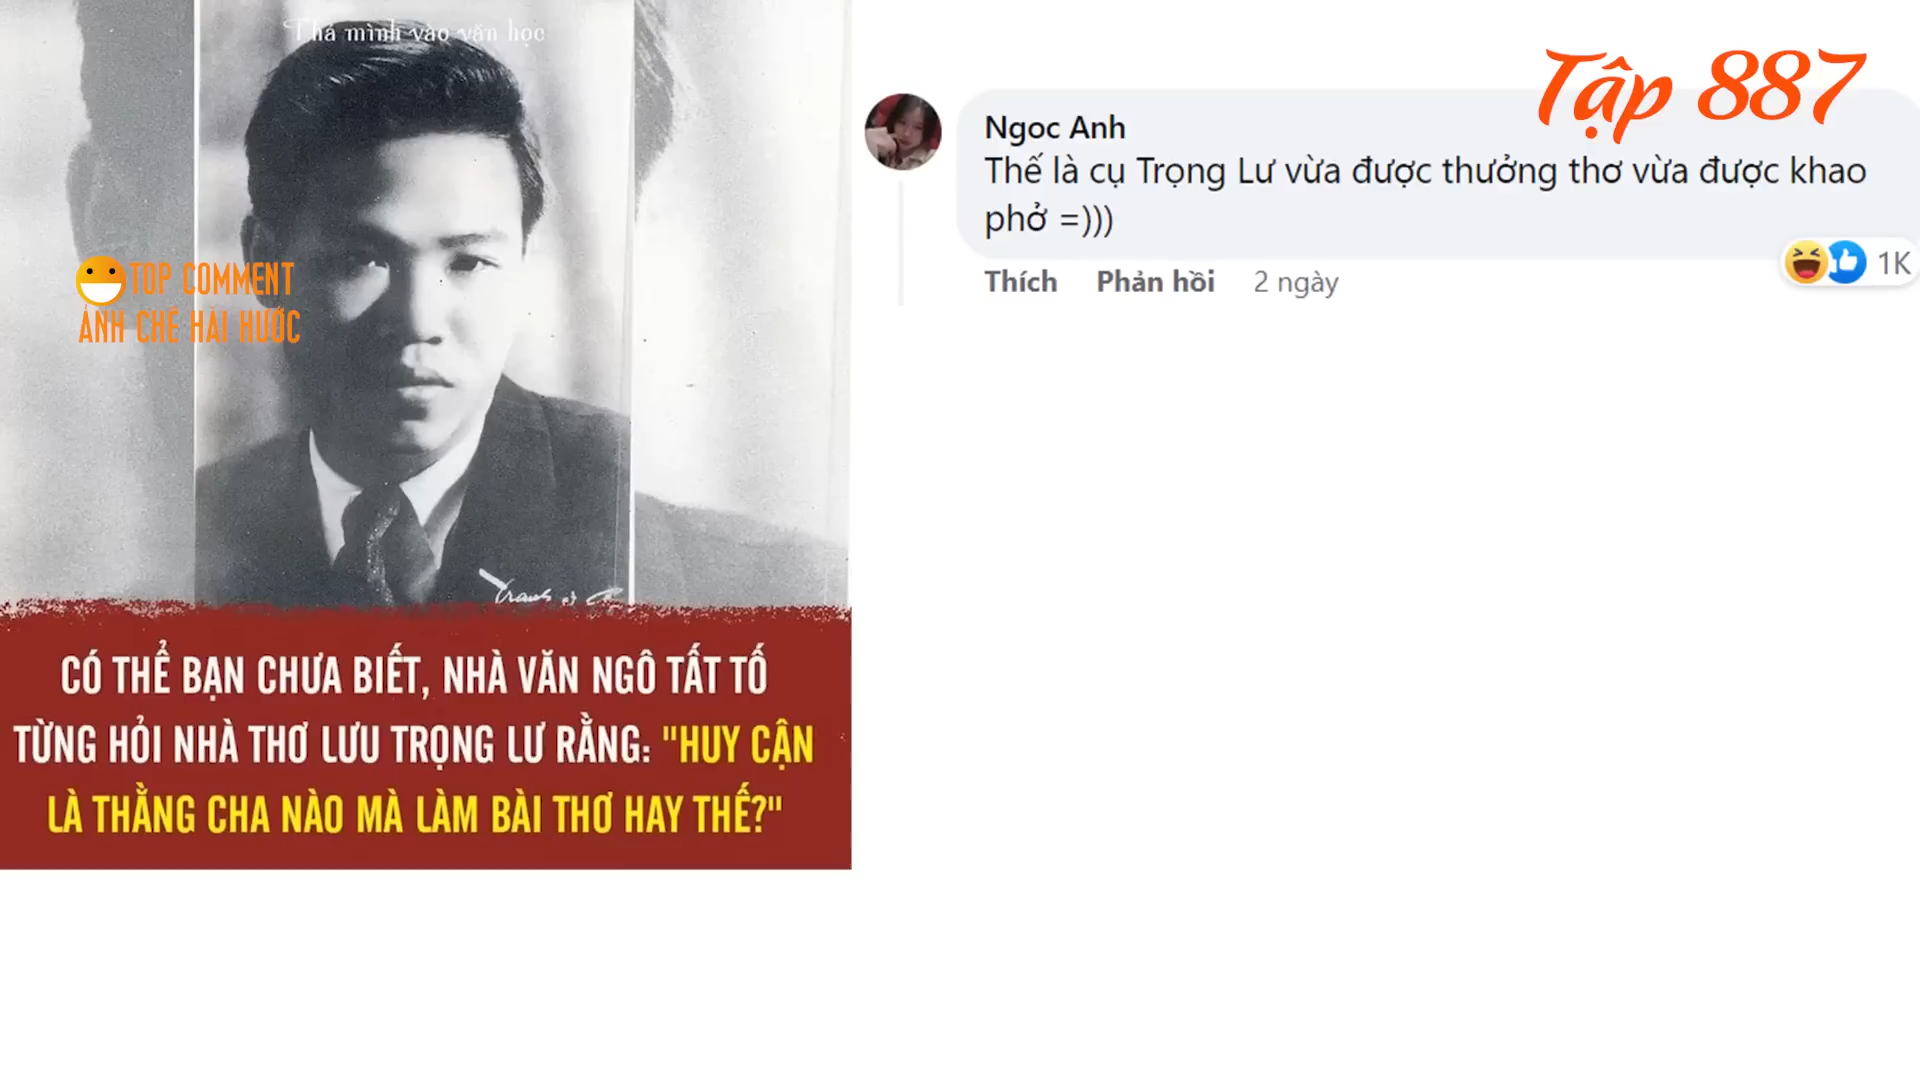 Thả mình vào văn học
TOP COMMENT
ẢNH CHẾ HÀI HƯỚC
CÓ THỂ BẠN CHƯA BIẾT, NHÀ VĂN NGÔ TẤT TỐ
TỪNG HỎI NHÀ THƠ LƯU TRỌNG LƯ RẰNG: "HUY CẬN
LÀ THẰNG CHA NÀO MÀ LÀM BÀI THƠ HAY THẾ?"
Tập 887
Ngoc Anh
Thế là cụ Trọng Lư vừa được thưởng thơ vừa được khao
phở =)))
1K
Thích Phản hồi 2 ngày